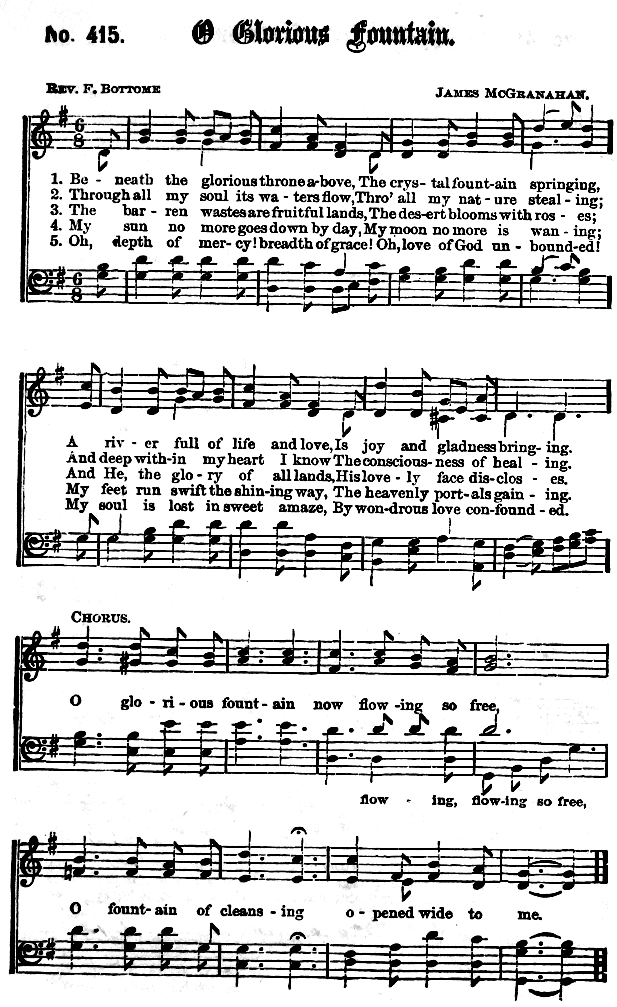 No. 415. O Glorious Fountain.
Rev. F. Bottome James McGranahan.
1. Be - neath the glorious throne a-bove, The crys - tal fount-ain springing,
2. Through all my soul its wa - ters flow, Thro' all my nat - ure steal - ing;
3. The bar - ren wastes are fruitful lands, The des-ert blooms with ros - es;
4. My sun no more goes down by day, My moon no more is wan - ing;
5. Oh, depth of mer-cy! breadth of grace! Oh, love of God un - bound-ed!
A riv - er full of life and love, Is joy and gladness bring - ing.
And deep with-in my heart I know The conscious-ness of heal - ing.
And He, the glo - ry of all lands, His love - ly face dis-clos - es.
My feet run swift the shin-ing way, The heavenly port-als gain - ing.
My soul is lost in sweet amaze, By won-drous love con-found - ed.
Chorus.
O glo - ri - ous fount - ain now flow - ing so free,
flow - ing, flow-ing so free,
O fount - ain of cleans - ing o - pened wide to me.